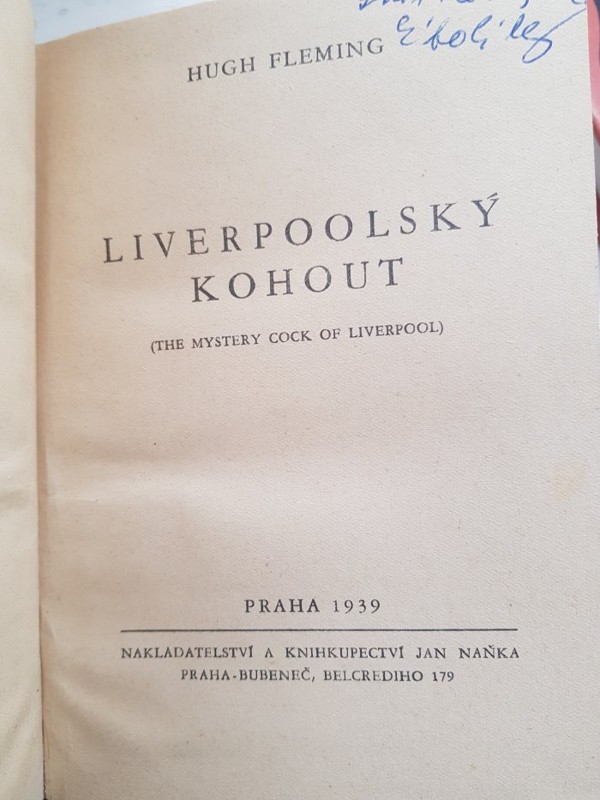 HUGH FLEMING
LIVERPOOLSKÝ
KOHOUT
(THE MYSTERY COCK OF LIVERPOOL)
PRAHA 1939
NAKLADATELSTVÍ A KNIHKUPECTVÍ JAN NAŇKA
PRAHA-BUBENEČ, BELCREDIHO 179